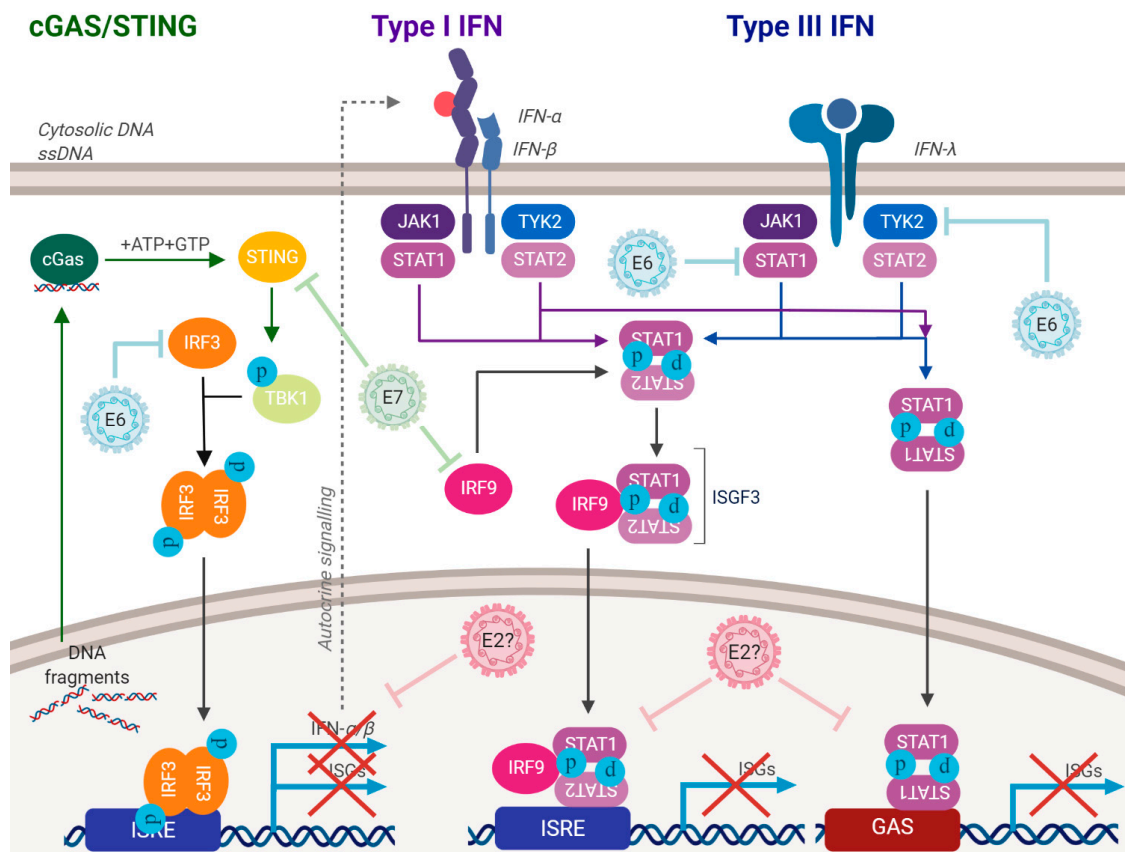 cGAS/STING
Type I IFN
Type III IFN
Cytosolic DNA
ssDNA
IFN-α
IFN-β
IFN-λ
JAK1
TYK2
STAT1
STAT2
JAK1
TYK2
STAT1
STAT2
E6
E6
cGas
+ATP+GTP
STING
IRF3
p
TBK1
E6
E7
STAT1
p
d
STAT2
STAT1
p
d
STAT1
IRF3
IRF3
p
p
IRF9
IRF9
STAT1
p
d
STAT2
ISGF3
Autocrine signalling
DNA
fragments
E2?
E2?
IFN-α/β
ISGs
IRF3
IRF3
p
p
ISRE
IRF9
STAT1
p
d
STAT2
ISRE
ISGs
STAT1
p
d
STAT1
GAS
ISGs